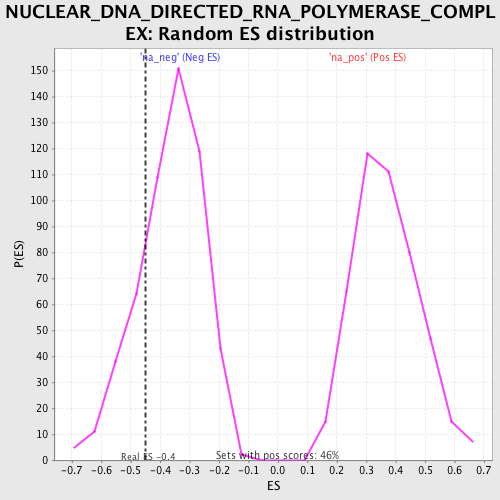 NUCLEAR_DNA_DIRECTED_RNA_POLYMERASE_COMPL
EX: Random ES distribution
'na_neg' (Neg ES) 'na_pos' (Pos ES)
P(ES)
150
140
130
120
110
100
90
80
70
60
50
40
30
20
10
0
Real ES -0.4 Sets with pos scores: 46%
-0.7 -0.6 -0.5 -0.4 -0.3 -0.2 -0.1 0.0 0.1 0.2 0.3 0.4 0.5 0.6 0.7
ES